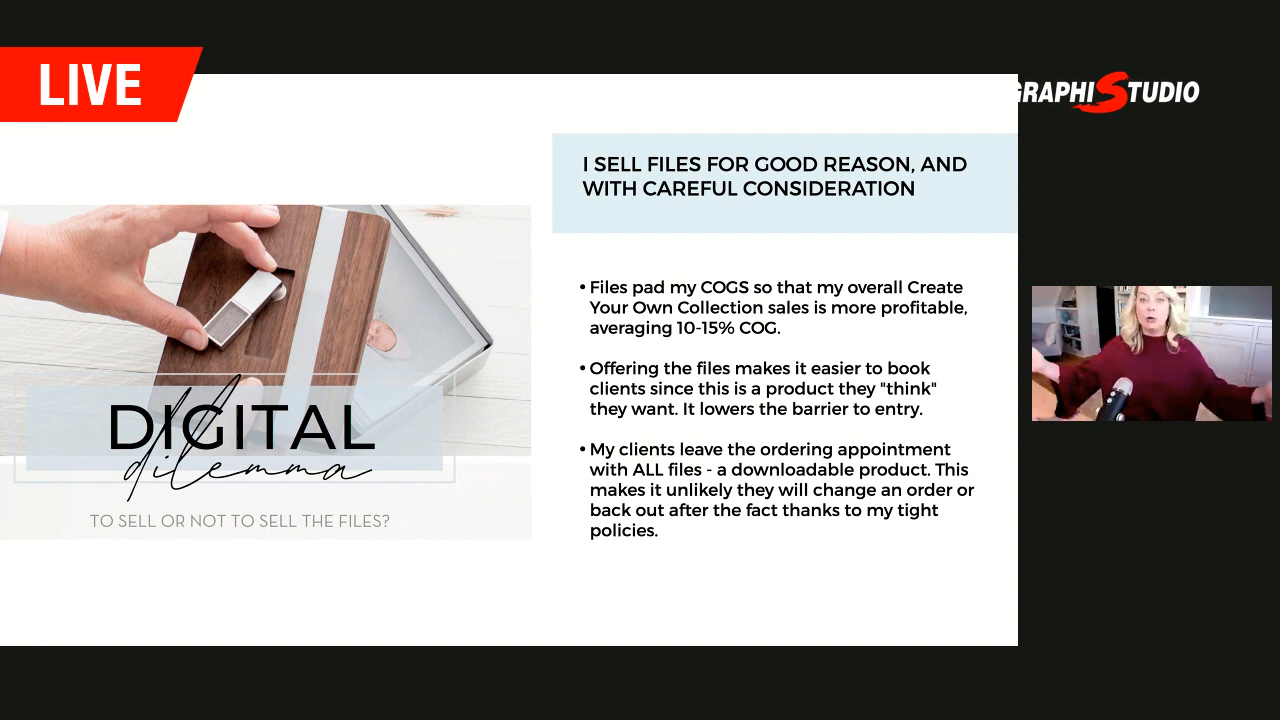 LIVE
GRAPHISTUDIO
I SELL FILES FOR GOOD REASON, AND
WITH CAREFUL CONSIDERATION
• Files pad my COGS so that my overall Create
Your Own Collection sales is more profitable,
averaging 10-15% COG.
• Offering the files makes it easier to book
clients since this is a product they "think"
they want. It lowers the barrier to entry.
• My clients leave the ordering appointment
with ALL files - a downloadable product. This
makes it unlikely they will change an order or
back out after the fact thanks to my tight
policies.
DIGITAL
dilemma
TO SELL OR NOT TO SELL THE FILES?